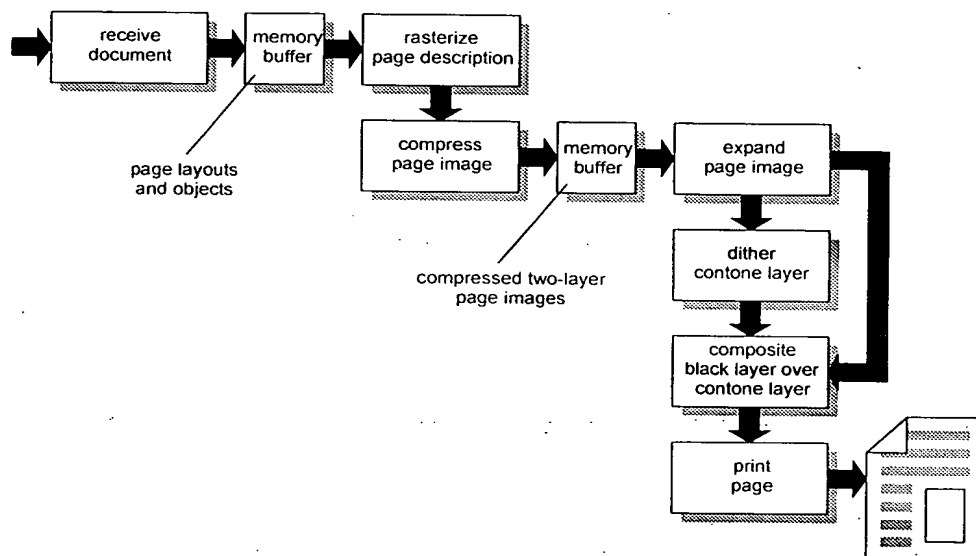 receive
document
memory
buffer
rasterize
page description
page layouts
and objects
compress
page image
memory
buffer
expand
page image
compressed two-layer
page images
dither
contone layer
composite
black layer over
contone layer
print
page